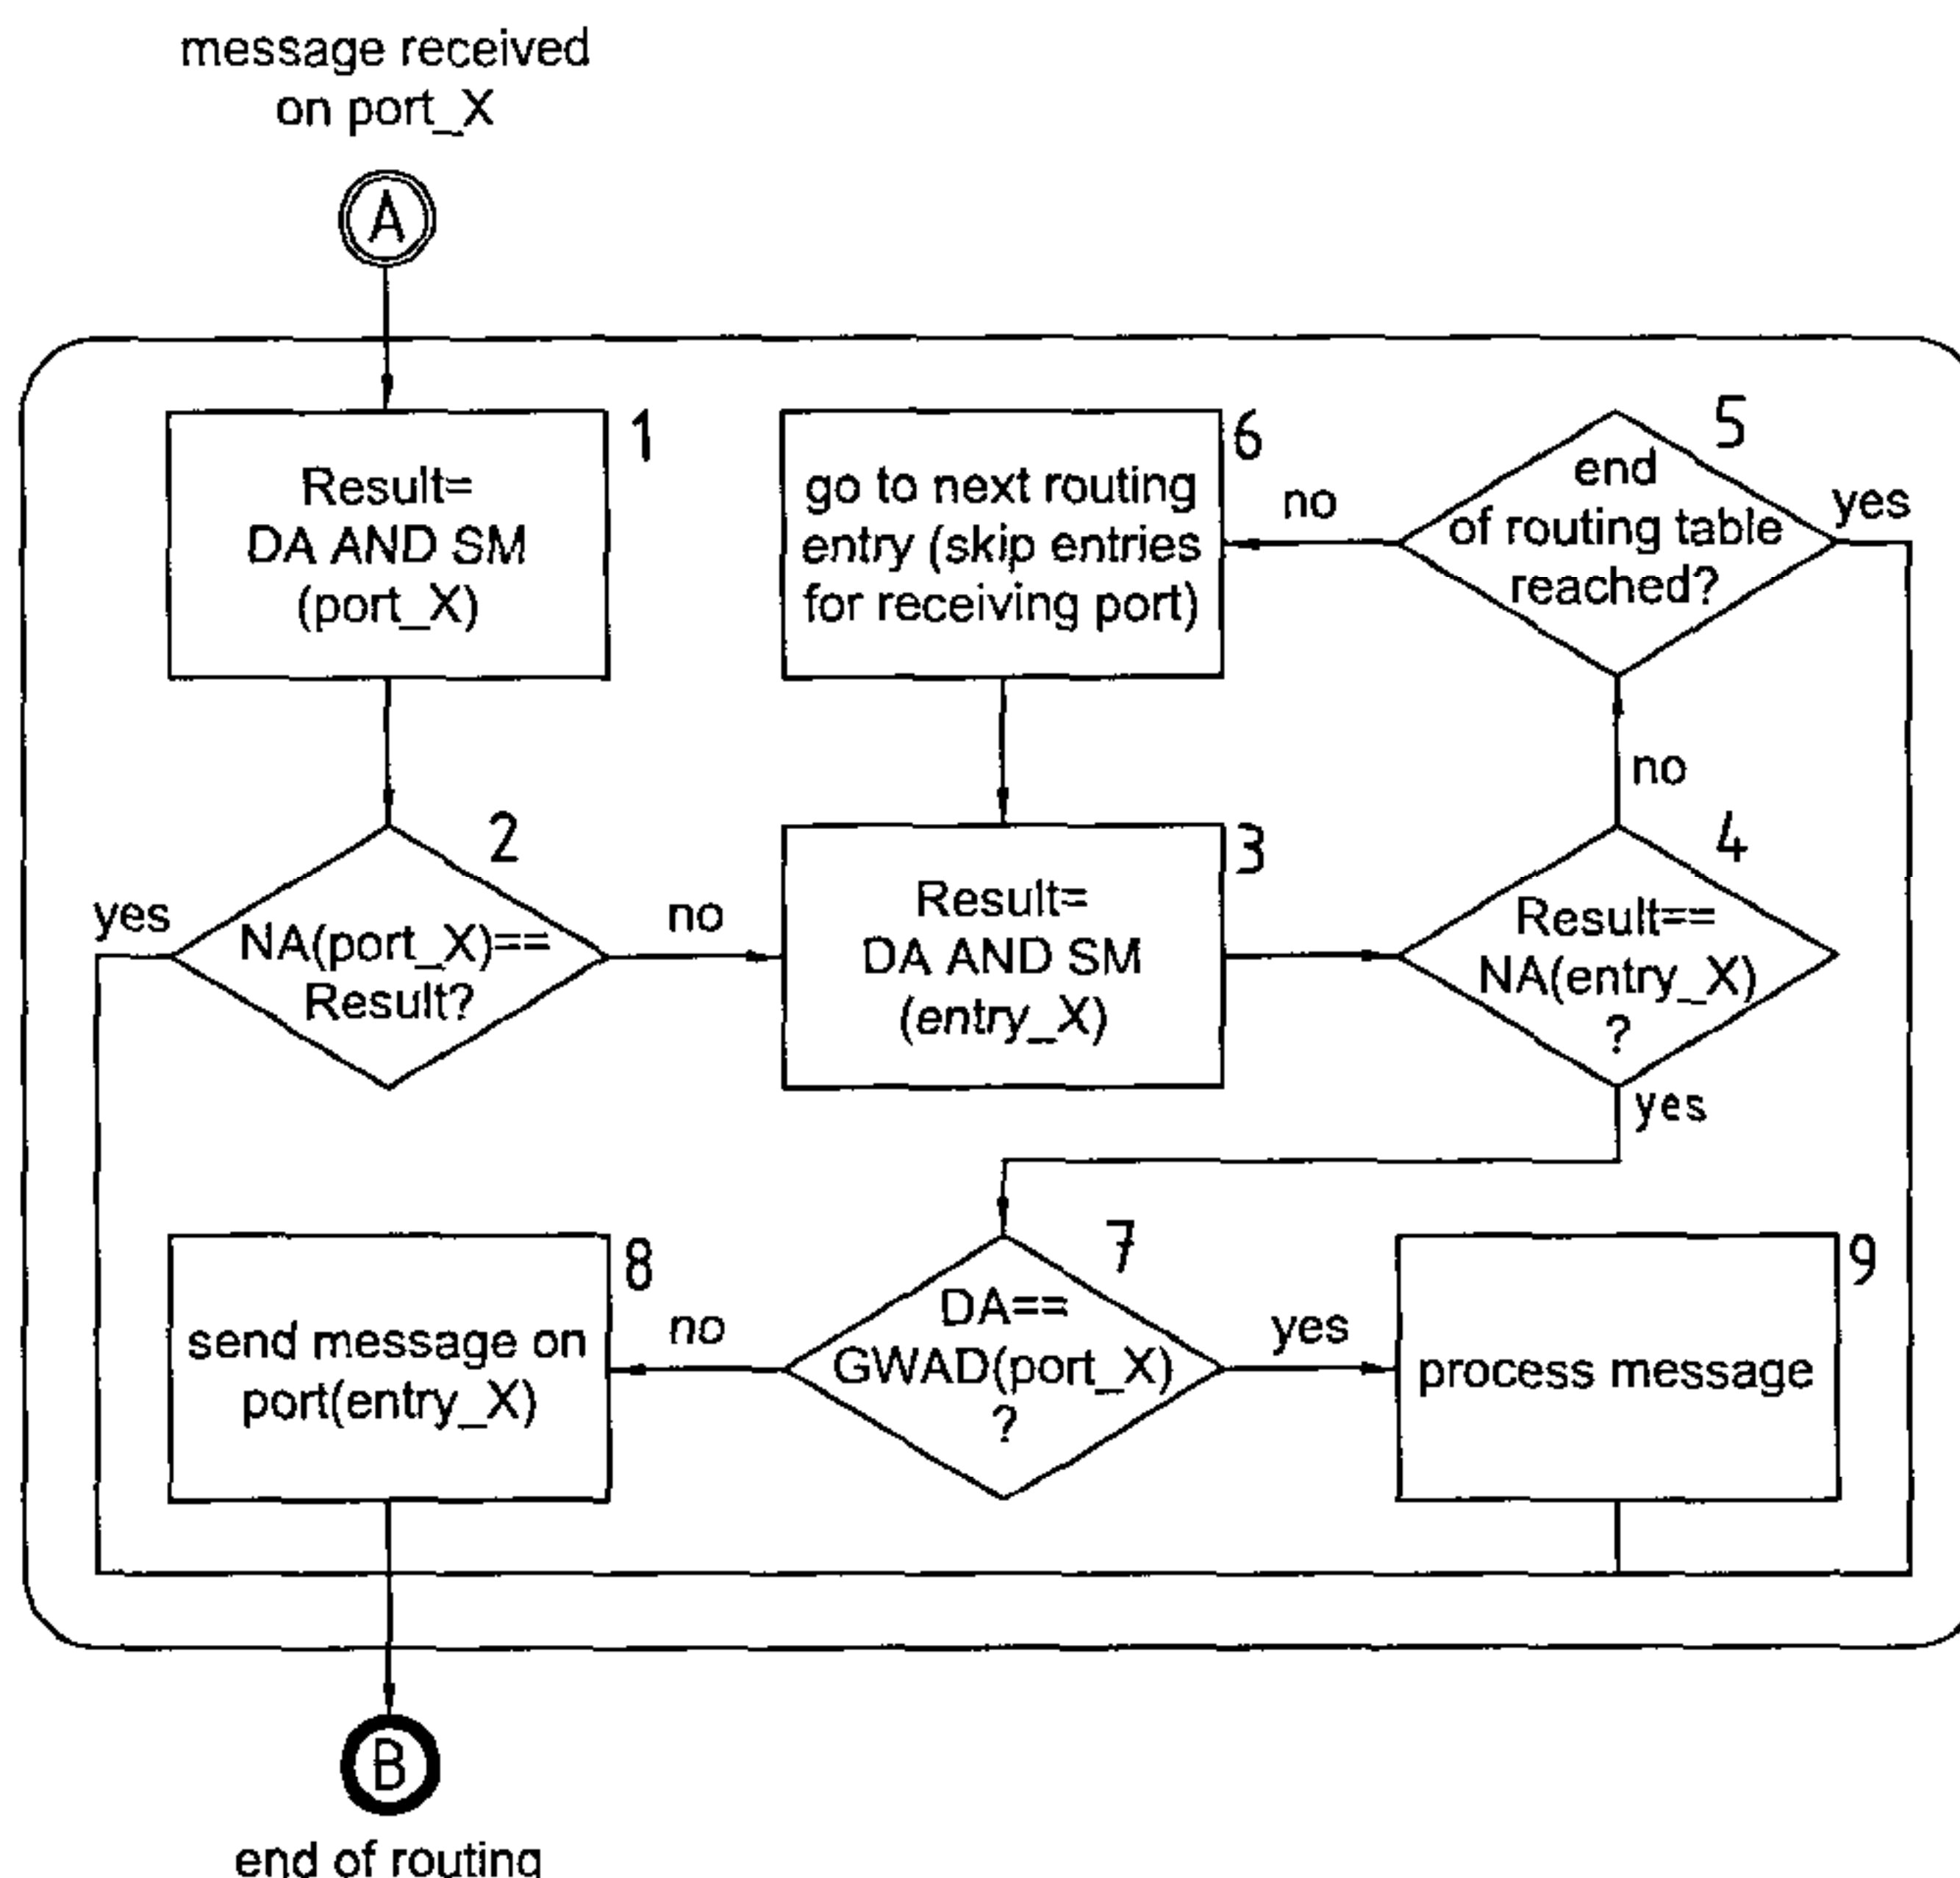 message received
on port_X
A
1
Result=
DA AND SM
(port_X)
6
go to next routing
entry (skip entries
for receiving port)
no
5
end
of routing table
reached?
yes
no
2
yes
NA(port_X)==
Result?
no
3
Result=
DA AND SM
(entry_X)
4
Result==
NA(entry_X)
?
yes
8
send message on
port(entry_X)
no
7
DA==
GWAD(port_X)
?
yes
9
process message
B
end of routing